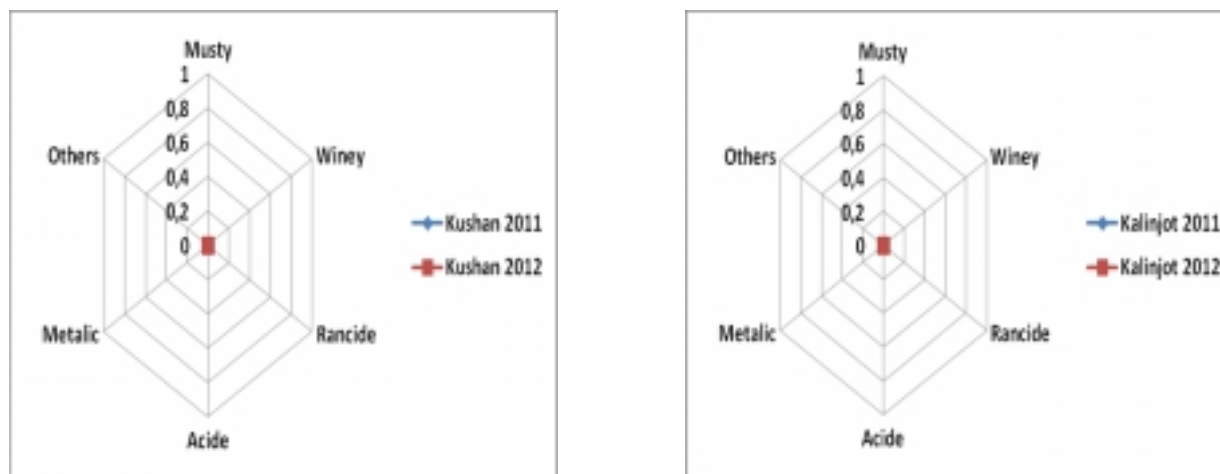 Musty
1
0,8
Others
Winey
0,6
0,4
0,2
Kushan 2011
0
Kushan 2012
Metalic
Rancide
Acide
Musty
1
0,8
Others
Winey
0,6
0,4
0,2
Kalinjot 2011
0
Kalinjot 2012
Metalic
Rancide
Acide